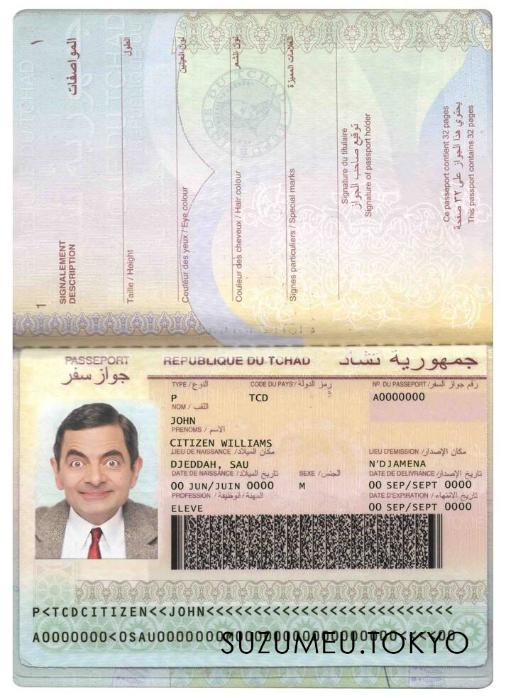 ١
المواصفات
1
SIGNALEMENT
DESCRIPTION
الطول
Taille / Height
لون العينين
Couleur des yeux / Eye colour
لون الشعر
Couleur des cheveux / Hair colour
العلامات المميزة
Signes particuliers / Special marks
Signature du titulaire
توقيع صاحب الجواز
Signature of passport holder
Ce passeport contient 32 pages
يحتوي هذا الجواز على ٣٢ صفحة
This passport contains 32 pages
PASSEPORT
جواز سفر
REPUBLIQUE DU TCHAD جمهورية تشاد
TYPE / النوع CODE DU PAYS / رمز الدولة Nº. DU PASSEPORT / رقم جواز السفر
P TCD A0000000
NOM / اللقب
JOHN
PRENOMS / الاسم
CITIZEN WILLIAMS
LIEU DE NAISSANCE / مكان الميلاد LIEU D'EMISSION / مكان الإصدار
DJEDDAH, SAU N'DJAMENA
DATE DE NAISSANCE / تاريخ الميلاد SEXE / الجنس DATE DE DELIVRANCE / تاريخ الإصدار
00 JUN/JUIN 0000 M 00 SEP/SEPT 0000
PROFESSION / المهنة / الوظيفة DATE D'EXPIRATION / تاريخ الانتهاء
ELEVE 00 SEP/SEPT 0000
P<TCDCITIZEN<<JOHN<<<<<<<<<<<<<<<<<<<<<<<<<<
SUZUMEU.TOKYO